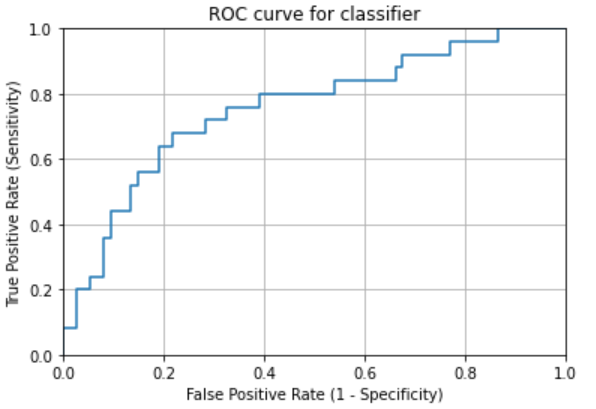 ROC curve for classifier
1.0
0.8
0.6
0.4
0.2
0.0
True Positive Rate (Sensitivity)
0.0 0.2 0.4 0.6 0.8 1.0
False Positive Rate (1 - Specificity)